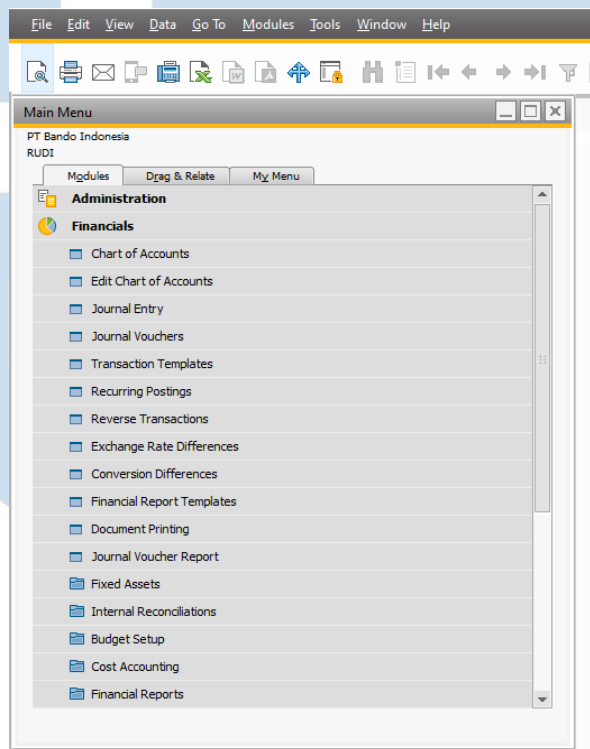 File Edit View Data Go To Modules Tools Window Help
Main Menu
PT Bando Indonesia
RUDI
Modules Drag & Relate My Menu
Administration
Financials
Chart of Accounts
Edit Chart of Accounts
Journal Entry
Journal Vouchers
Transaction Templates
Recurring Postings
Reverse Transactions
Exchange Rate Differences
Conversion Differences
Financial Report Templates
Document Printing
Journal Voucher Report
Fixed Assets
Internal Reconciliations
Budget Setup
Cost Accounting
Financial Reports